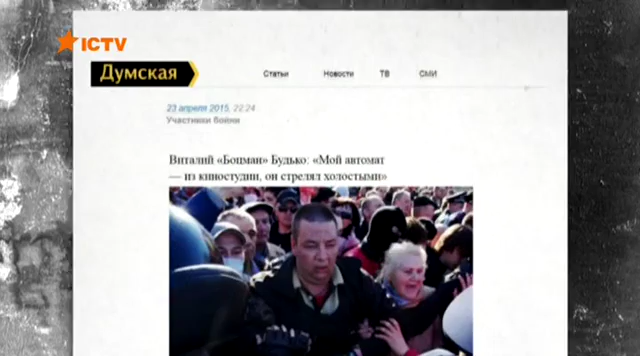 ICTV
Думская
Статьи Новости ТВ СМИ
23 апреля 2015, 22:24
Участники войны
Виталий «Боцман» Будько: «Мой автомат
— из киностудии, он стрелял холостыми»